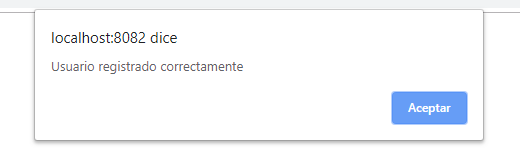 localhost:8082 dice
Usuario registrado correctamente
Aceptar